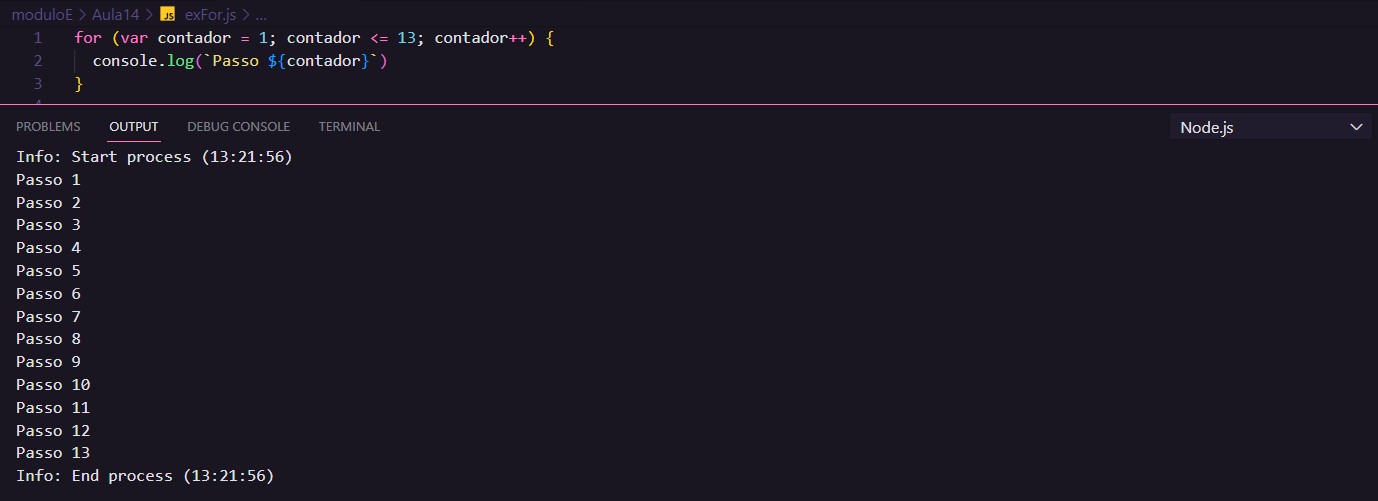 moduloE > Aula14 > JS exFor.js > ...
1 for (var contador = 1; contador <= 13; contador++) {
2 console.log(`Passo ${contador}`)
3 }
4
PROBLEMS OUTPUT DEBUG CONSOLE TERMINAL Node.js
Info: Start process (13:21:56)
Passo 1
Passo 2
Passo 3
Passo 4
Passo 5
Passo 6
Passo 7
Passo 8
Passo 9
Passo 10
Passo 11
Passo 12
Passo 13
Info: End process (13:21:56)